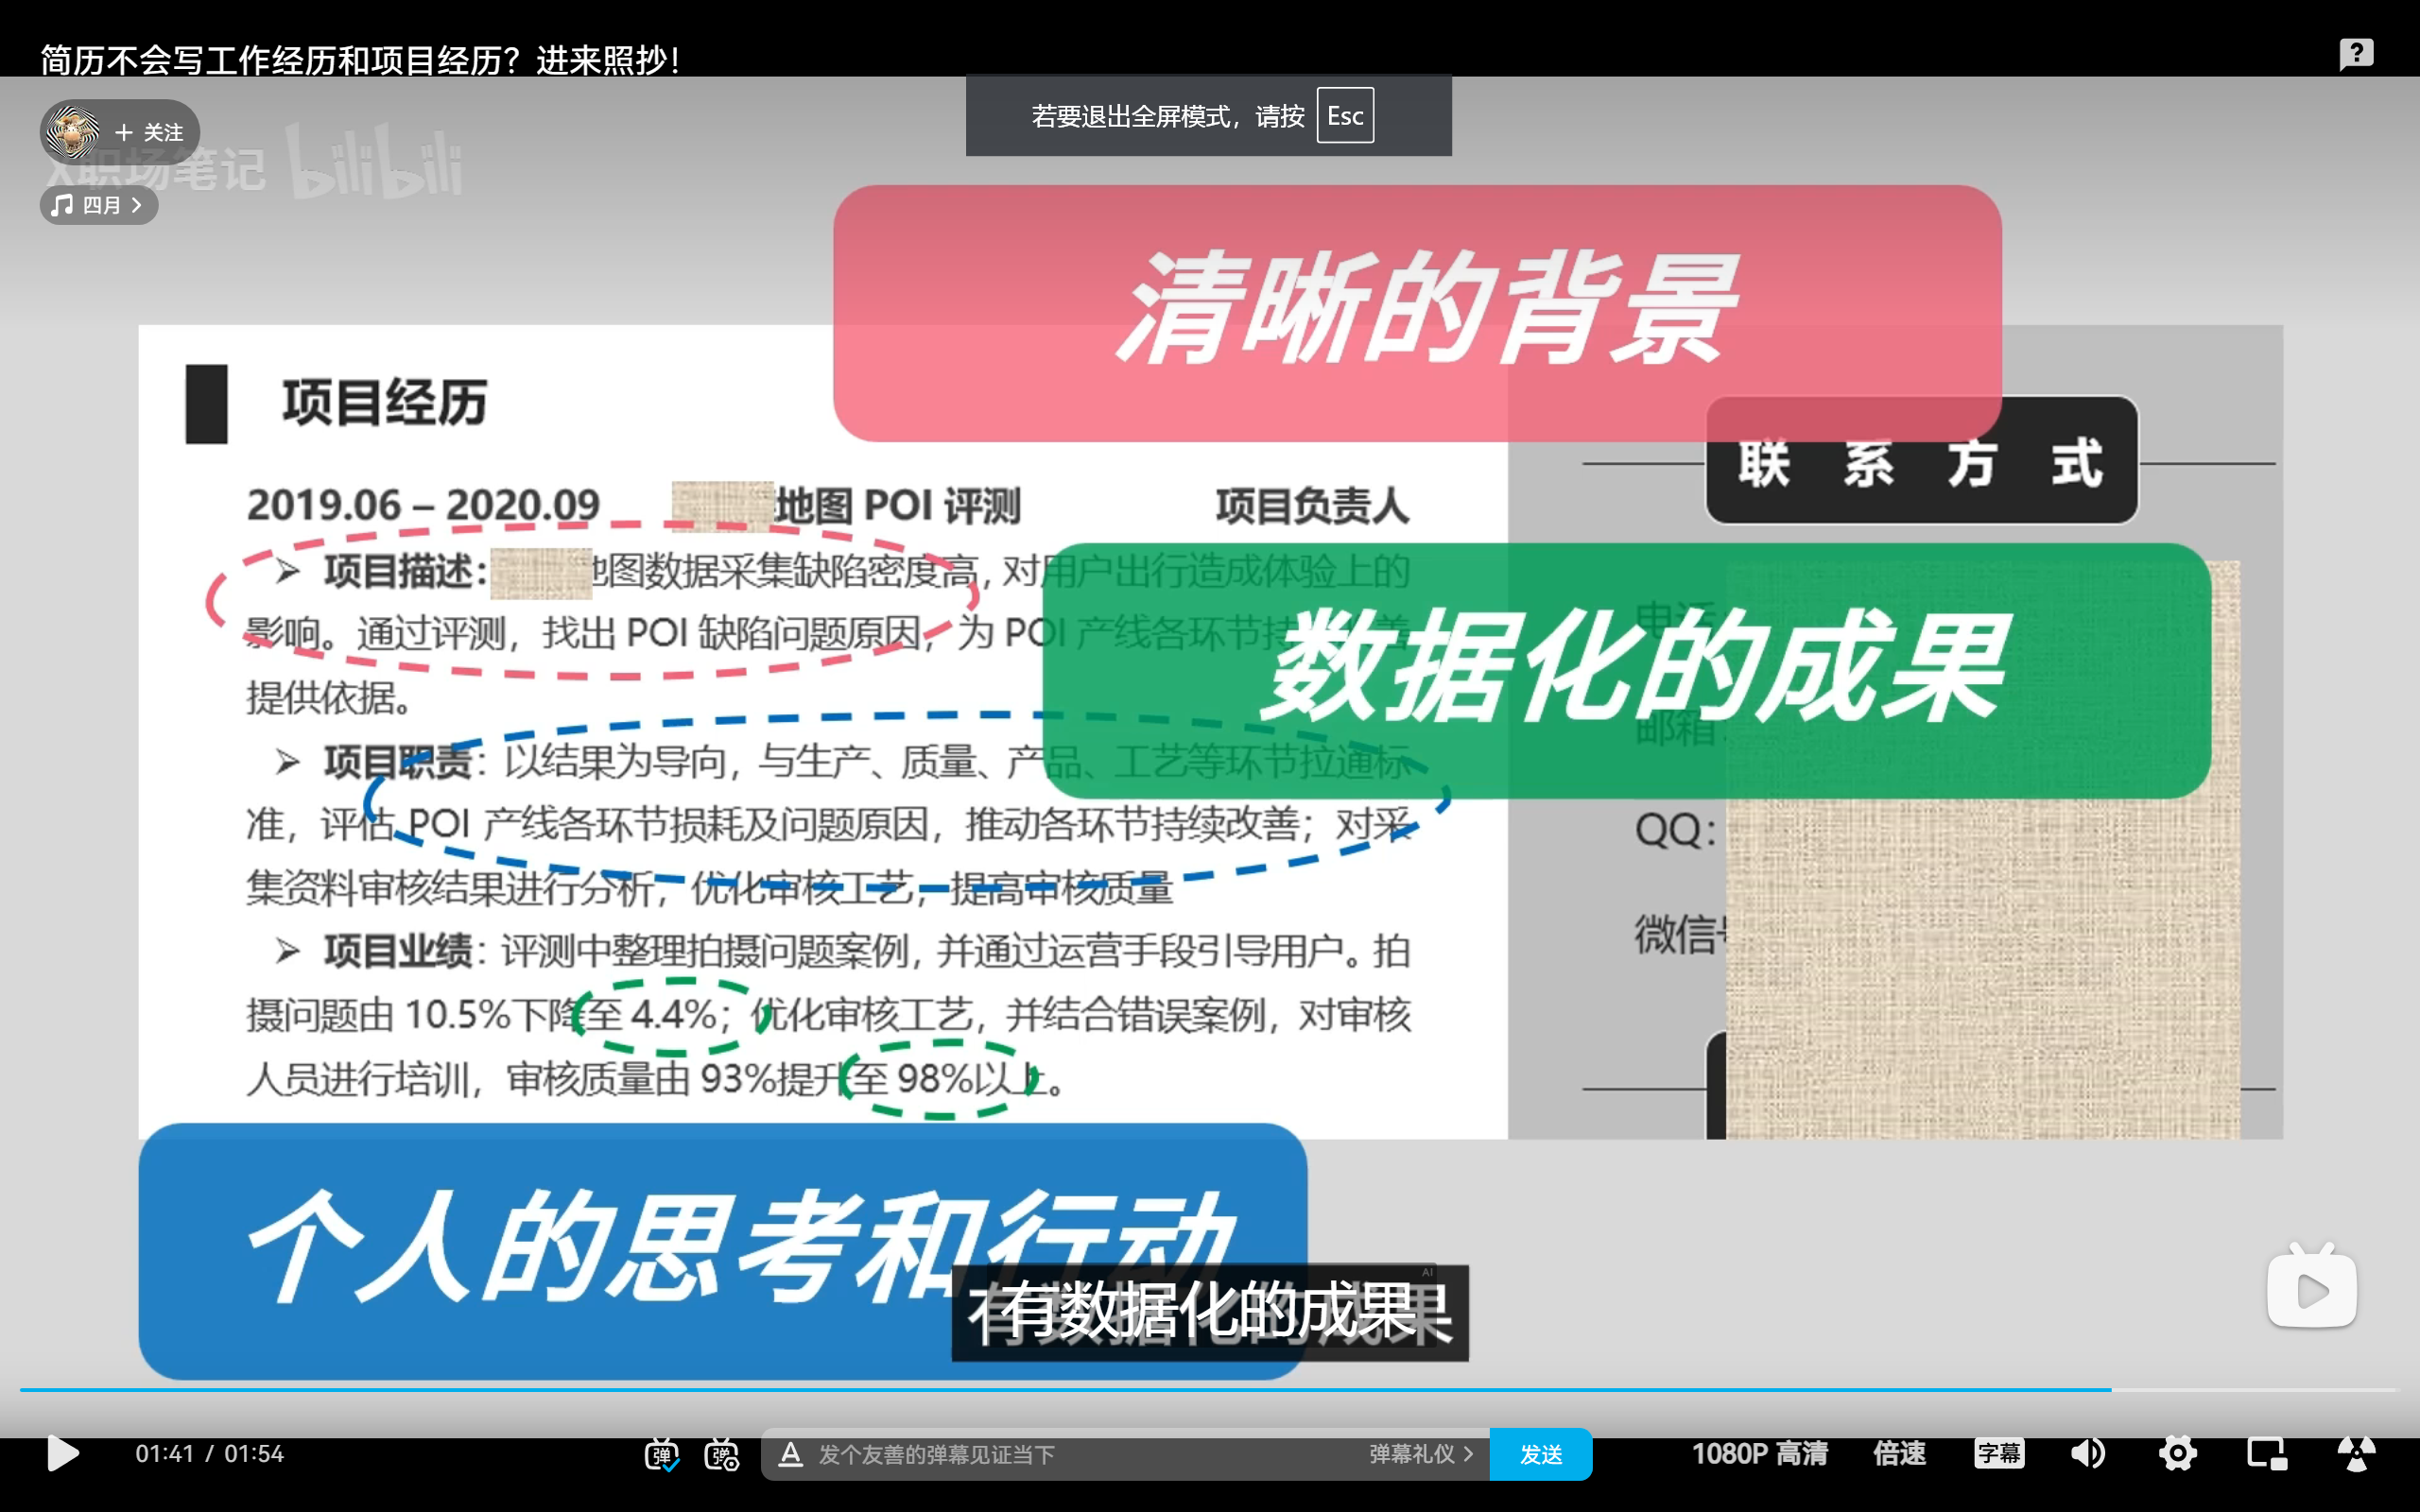 简历不会写工作经历和项目经历？进来照抄！
若要退出全屏模式，请按 Esc
+ 关注
X职场笔记 bilibili
四月 >
清晰的背景
项目经历
联系方式
2019.06 – 2020.09 地图 POI 评测 项目负责人
➢ 项目描述： 地图数据采集缺陷密度高，对用户出行造成体验上的
影响。通过评测，找出 POI 缺陷问题原因，为 POI 产线各环节持
提供依据。
数据化的成果
电话
邮箱
➢ 项目职责：以结果为导向，与生产、质量、产品、工艺等环节拉通标
准，评估 POI 产线各环节损耗及问题原因，推动各环节持续改善；对采
集资料审核结果进行分析，优化审核工艺，提高审核质量
QQ：
微信号
➢ 项目业绩：评测中整理拍摄问题案例，并通过运营手段引导用户。拍
摄问题由 10.5%下降至 4.4%；优化审核工艺，并结合错误案例，对审核
人员进行培训，审核质量由 93%提升至 98%以上。
个人的思考和行动
AI
有数据化的成果
有数据化的成果
01:41 / 01:54
弹
弹
A 发个友善的弹幕见证当下
弹幕礼仪 >
发送
1080P 高清
倍速
字幕